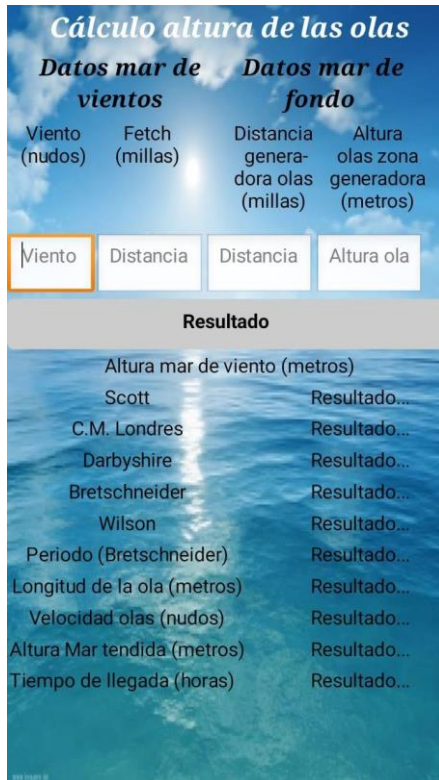 Cálculo altura de las olas
Datos mar de vientos
Datos mar de fondo
Viento (nudos)
Fetch (millas)
Distancia genera- dora olas (millas)
Altura olas zona generadora (metros)
Viento
Distancia
Distancia
Altura ola
Resultado
Altura mar de viento (metros)
Scott Resultado...
C.M. Londres Resultado...
Darbyshire Resultado...
Bretschneider Resultado...
Wilson Resultado...
Periodo (Bretschneider) Resultado...
Longitud de la ola (metros) Resultado...
Velocidad olas (nudos) Resultado...
Altura Mar tendida (metros) Resultado...
Tiempo de llegada (horas) Resultado...